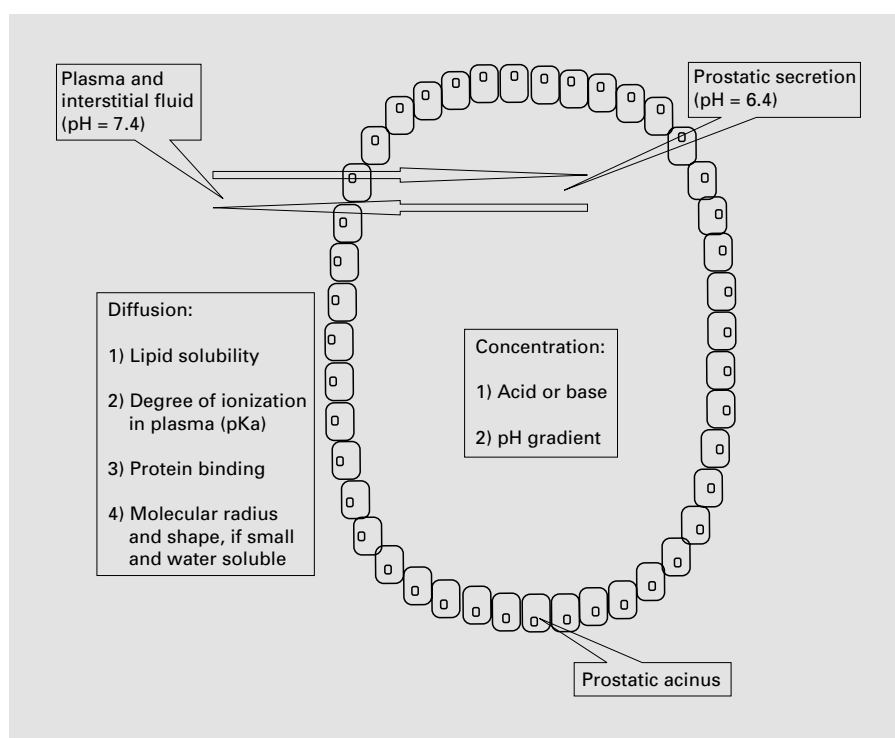 Plasma and
interstitial fluid
(pH = 7.4)
Prostatic secretion
(pH = 6.4)
Diffusion:
1) Lipid solubility
2) Degree of ionization
in plasma (pKa)
3) Protein binding
4) Molecular radius
and shape, if small
and water soluble
Concentration:
1) Acid or base
2) pH gradient
Prostatic acinus